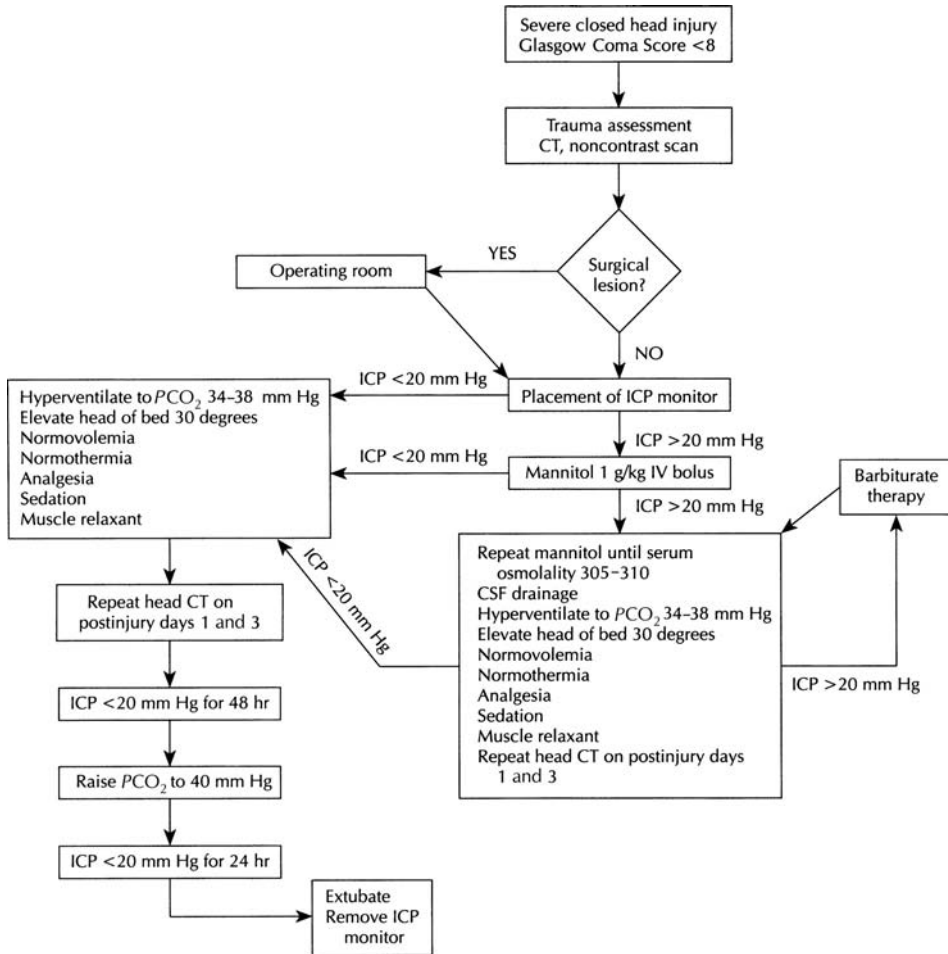 Severe closed head injury
Glasgow Coma Score <8
Trauma assessment
CT, noncontrast scan
YES
Operating room
Surgical
lesion?
NO
ICP <20 mm Hg
Placement of ICP monitor
Hyperventilate to PCO₂ 34–38 mm Hg
Elevate head of bed 30 degrees
Normovolemia
Normothermia
Analgesia
Sedation
Muscle relaxant
ICP >20 mm Hg
ICP <20 mm Hg
Mannitol 1 g/kg IV bolus
ICP >20 mm Hg
Barbiturate
therapy
ICP <20 mm Hg
Repeat mannitol until serum
osmolality 305–310
CSF drainage
Hyperventilate to PCO₂ 34–38 mm Hg
Elevate head of bed 30 degrees
Normovolemia
Normothermia
Analgesia
Sedation
Muscle relaxant
Repeat head CT on postinjury days
1 and 3
ICP >20 mm Hg
Repeat head CT on
postinjury days 1 and 3
ICP <20 mm Hg for 48 hr
Raise PCO₂ to 40 mm Hg
ICP <20 mm Hg for 24 hr
Extubate
Remove ICP
monitor